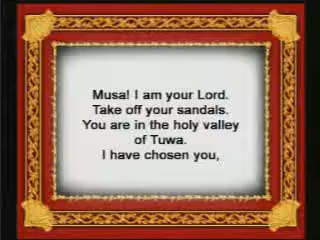 Musa! I am your Lord.
Take off your sandals.
You are in the holy valley
of Tuwa.
I have chosen you,